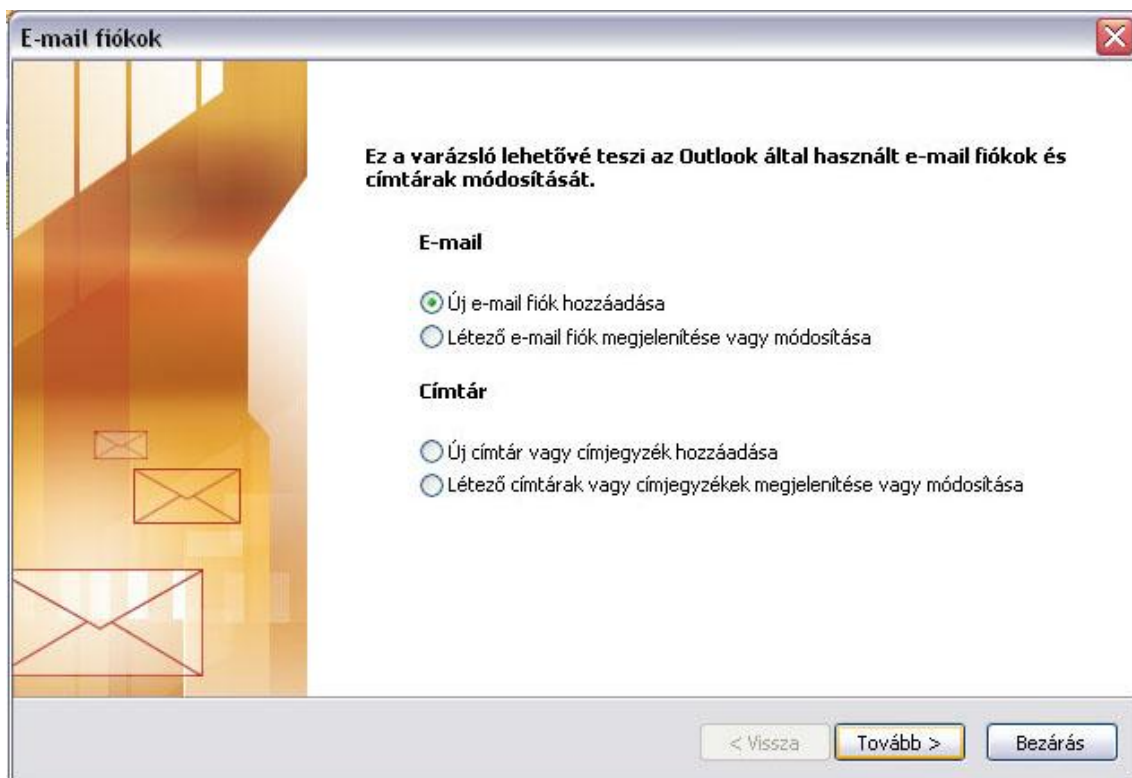 E-mail fiókok
Ez a varázsló lehetővé teszi az Outlook által használt e-mail fiókok és
címtárak módosítását.
E-mail
Új e-mail fiók hozzáadása
Létező e-mail fiók megjelenítése vagy módosítása
Címtár
Új címtár vagy címjegyzék hozzáadása
Létező címtárak vagy címjegyzékek megjelenítése vagy módosítása
< Vissza
Tovább >
Bezárás